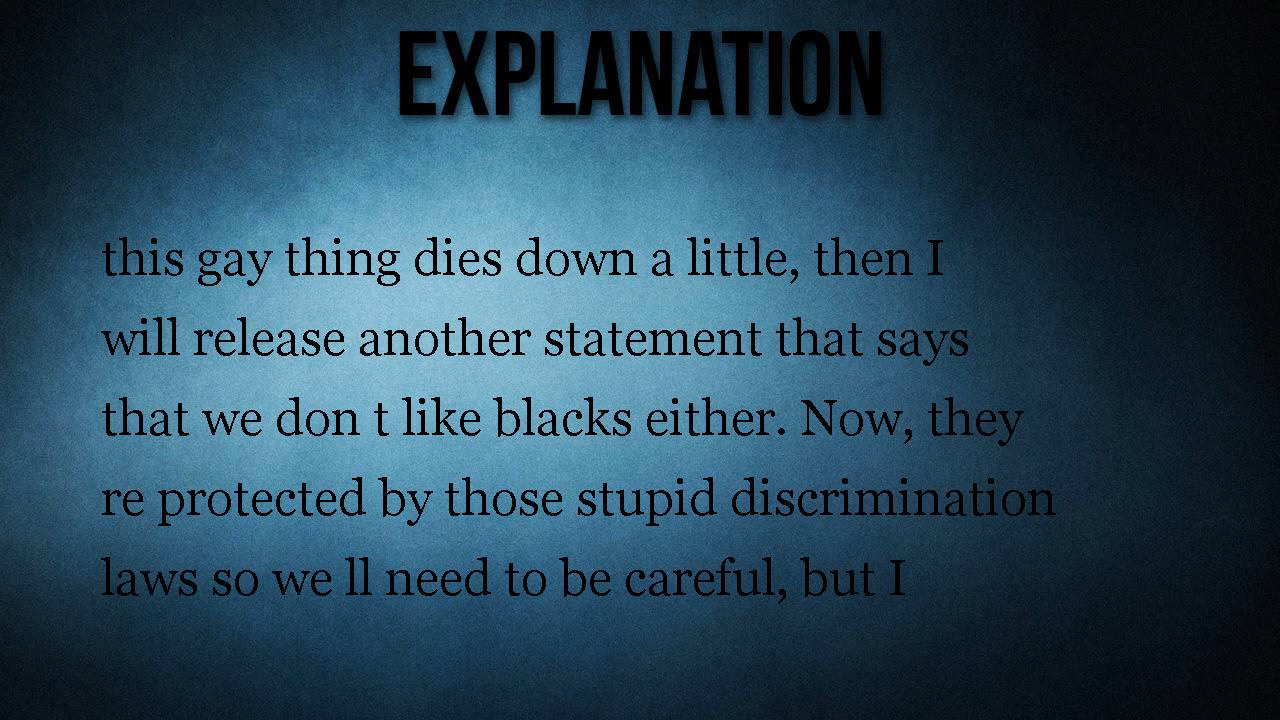 EXPLANATION
this gay thing dies down a little, then I
will release another statement that says
that we don t like blacks either. Now, they
re protected by those stupid discrimination
laws so we ll need to be careful, but I